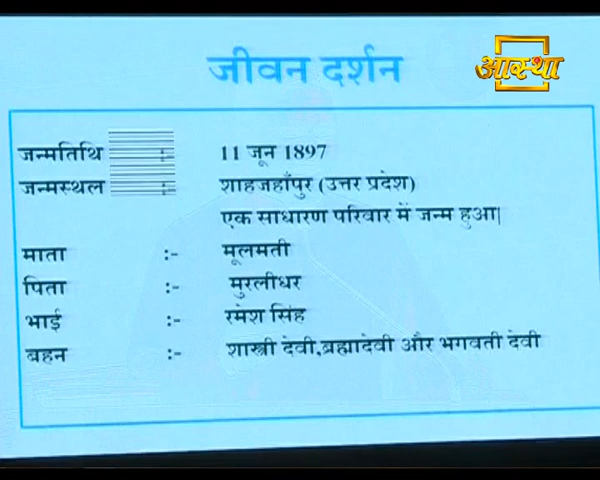 आस्था
जीवन दर्शन
जन्मतिथि :- 11 जून 1897
जन्मस्थल :- शाहजहाँपुर (उत्तर प्रदेश)
एक साधारण परिवार में जन्म हुआ|
माता :- मूलमती
पिता :- मुरलीधर
भाई :- रमेश सिंह
बहन :- शास्त्री देवी,ब्रह्मादेवी और भगवती देवी